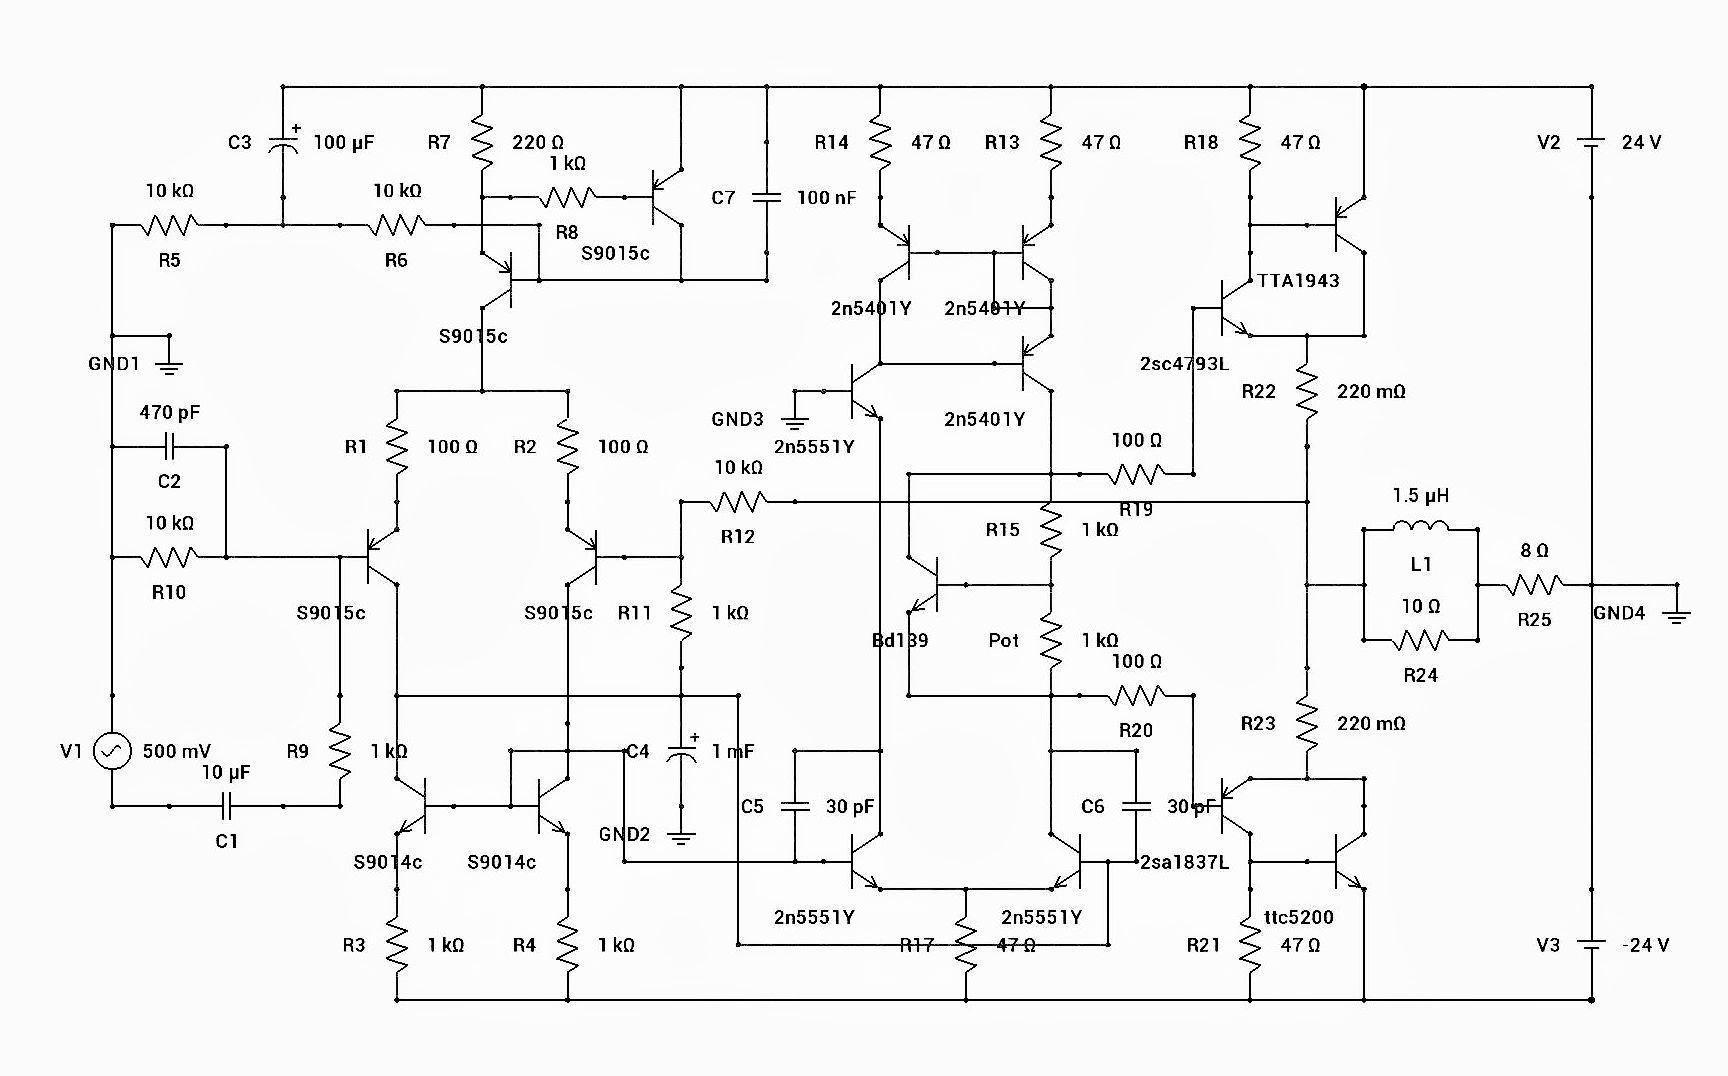 C3 100 µF R7 220 Ω R14 47 Ω R13 47 Ω R18 47 Ω V2 24 V
1 kΩ
10 kΩ 10 kΩ C7 100 nF
R8
R5 R6 S9015c
TTA1943
2n5401Y 2n5401Y
S9015c
GND1 2sc4793L
R22 220 mΩ
470 pF GND3 2n5401Y
R1 100 Ω R2 100 Ω 2n5551Y 100 Ω
C2 10 kΩ
1.5 µH
R19
10 kΩ R12 R15 1 kΩ
8 Ω
L1
R10 10 Ω
S9015c S9015c R11 1 kΩ GND4
R25
Bd139 Pot 1 kΩ
100 Ω
R24
R20 R23 220 mΩ
V1 500 mV R9 1 kΩ C4 1 mF
10 µF
C5 30 pF C6 30 pF
C1 GND2
S9014c S9014c 2sa1837L
2n5551Y 2n5551Y ttc5200
R3 1 kΩ R4 1 kΩ R17 47 Ω R21 47 Ω V3 -24 V